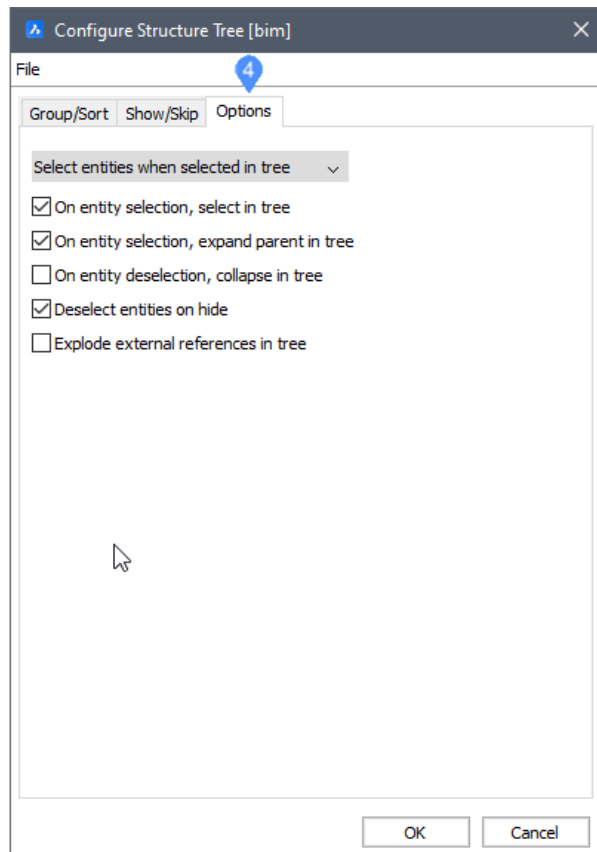 Configure Structure Tree [bim]
File
4
Group/Sort Show/Skip Options
Select entities when selected in tree
On entity selection, select in tree
On entity selection, expand parent in tree
On entity deselection, collapse in tree
Deselect entities on hide
Explode external references in tree
OK Cancel